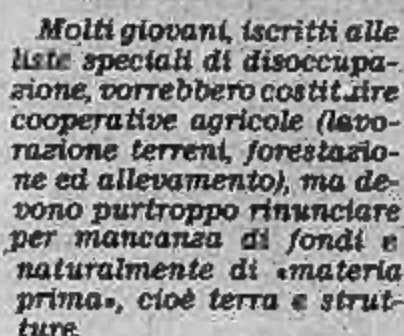 Molti giovani, iscritti alle
liste speciali di disoccupa-
zione, vorrebbero costituire
cooperative agricole (lavo-
razione terreni, forestazio-
ne ed allevamento), ma de-
vono purtroppo rinunciare
per mancanza di fondi e
naturalmente di «materia
prima», cioè terra e strut-
ture.